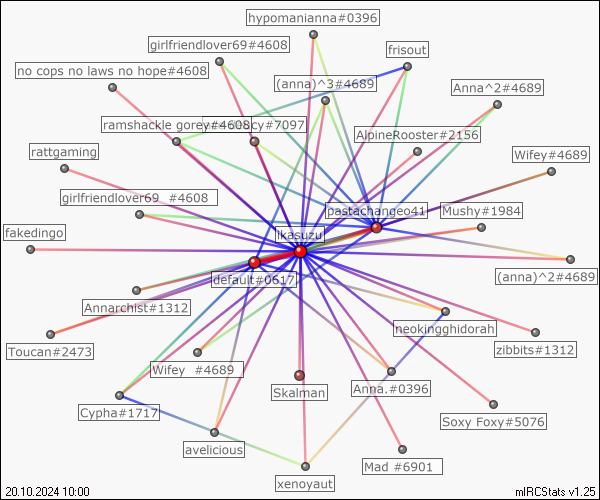 hypomanianna#0396
girlfriendlover69#4608
frisout
no cops no laws no hope#4608
(anna)^3#4689
Anna^2#4689
ramshackle gorey#4608
cy#7097
AlpineRooster#2156
rattgaming
Wifey#4689
girlfriendlover69 #4608
pastachangeo41
Mushy#1984
ikasuzu
fakedingo
(anna)^2#4689
default#0617
Annarchist#1312
neokingghidorah
Toucan#2473
zibbits#1312
Wifey #4689
Skalman
Anna.#0396
Cypha#1717
Soxy Foxy#5076
avelicious
Mad #6901
xenoyaut
20.10.2024 10:00
mIRCStats v1.25